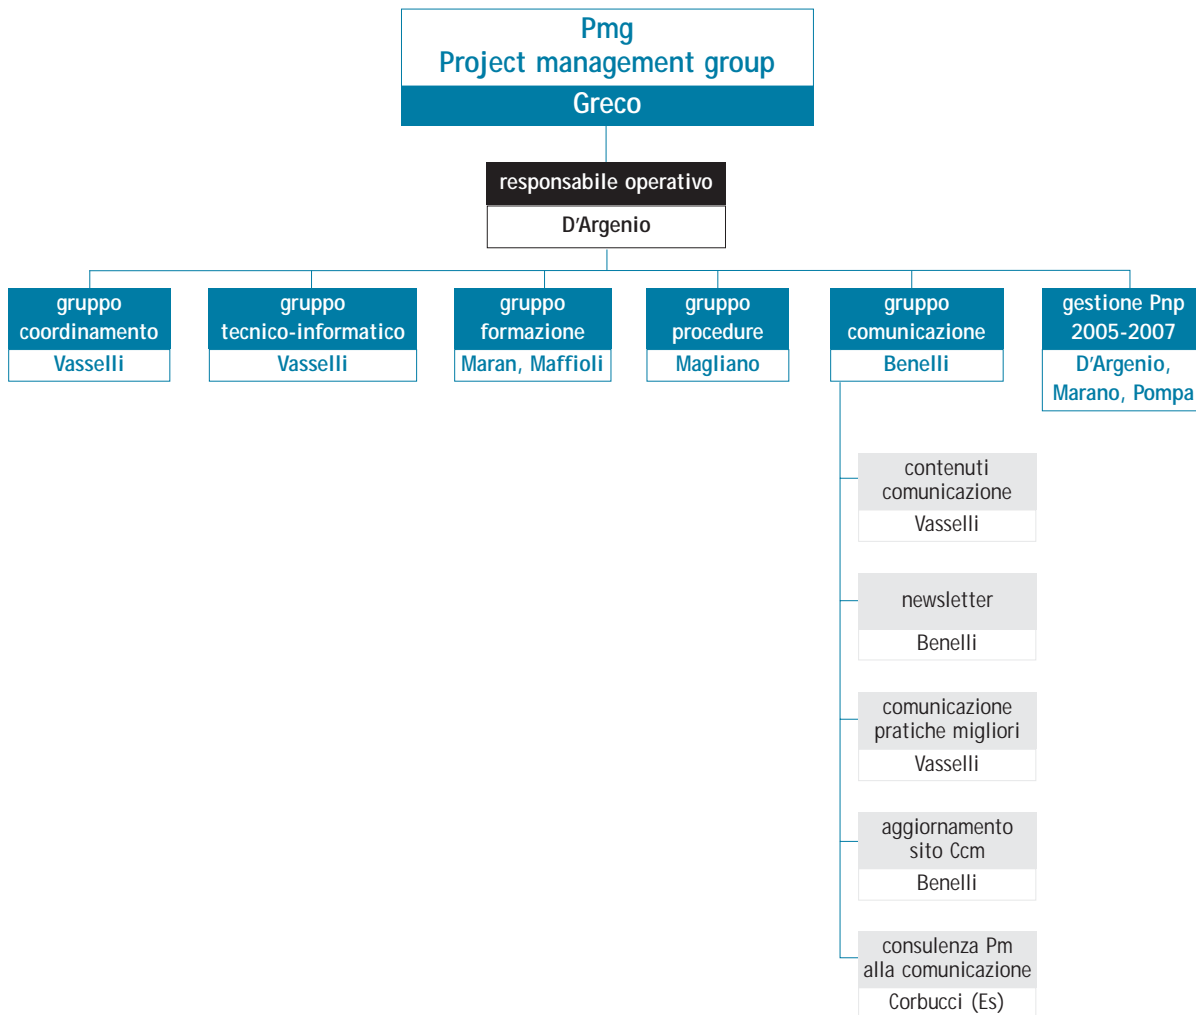 Pmg
Project management group
Greco
responsabile operativo
D'Argenio
gruppo
coordinamento
Vasselli
gruppo
tecnico-informatico
Vasselli
gruppo
formazione
Maran, Maffioli
gruppo
procedure
Magliano
gruppo
comunicazione
Benelli
gestione Pnp
2005-2007
D'Argenio,
Marano, Pompa
contenuti
comunicazione
Vasselli
newsletter
Benelli
comunicazione
pratiche migliori
Vasselli
aggiornamento
sito Ccm
Benelli
consulenza Pm
alla comunicazione
Corbucci (Es)